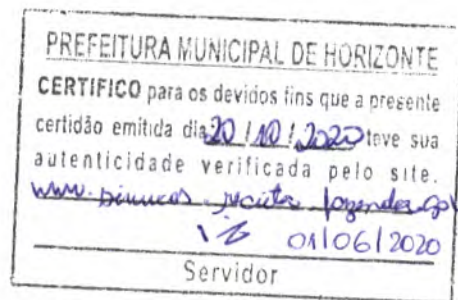 PREFEITURA MUNICIPAL DE HORIZONTE
CERTIFICO para os devidos fins que a presente
certidão emitida dia 20/10/2020 teve sua
autenticidade verificada pelo site.
www.
01/06/2020
Servidor